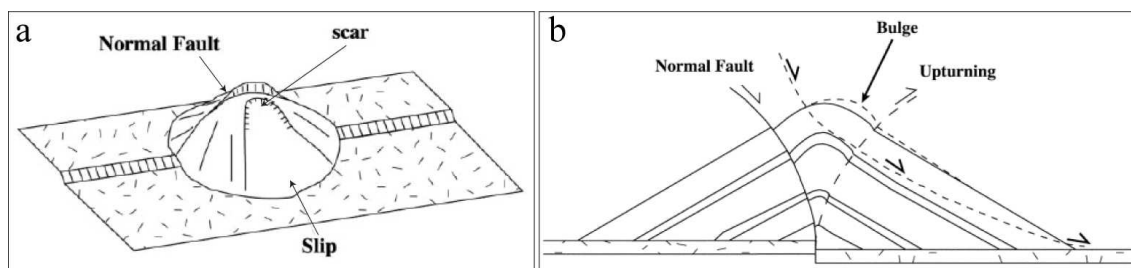 a
Normal Fault
scar
Slip
b
Bulge
Normal Fault
Upturning